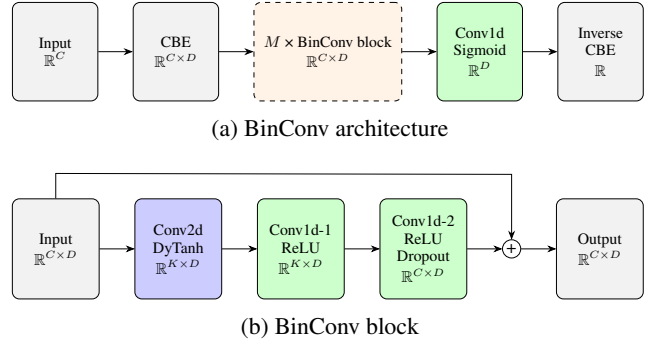 Input
ℝ^C
CBE
ℝ^{C×D}
M × BinConv block
ℝ^{C×D}
Conv1d
Sigmoid
ℝ^D
Inverse
CBE
ℝ
(a) BinConv architecture
Input
ℝ^{C×D}
Conv2d
DyTanh
ℝ^{K×D}
Conv1d-1
ReLU
ℝ^{K×D}
Conv1d-2
ReLU
Dropout
ℝ^{C×D}
+
Output
ℝ^{C×D}
(b) BinConv block